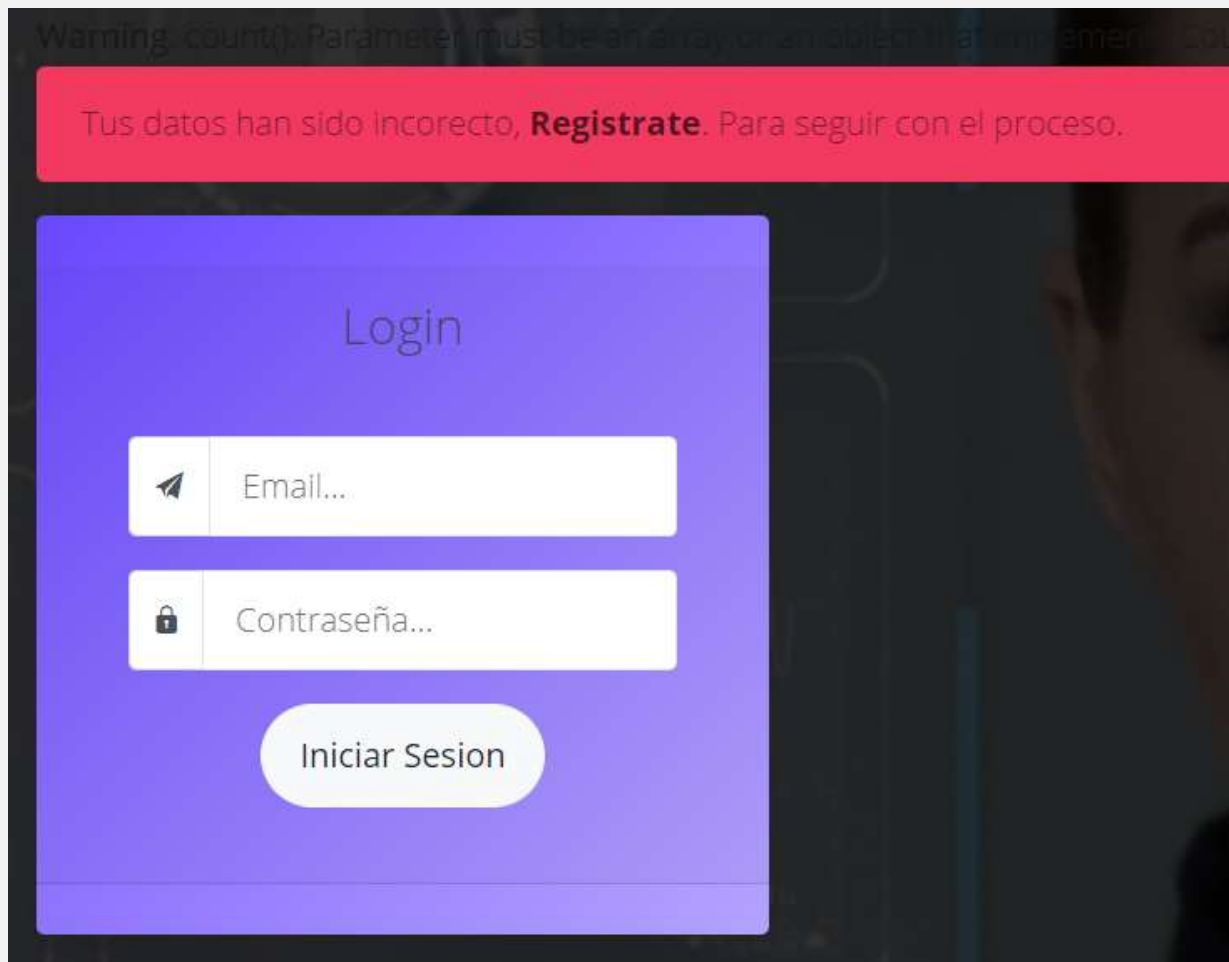 Warning: count(): Parameter must be an array or an object that implements
Tus datos han sido incorecto, Registrate. Para seguir con el proceso.
Login
Email...
Contraseña...
Iniciar Sesion